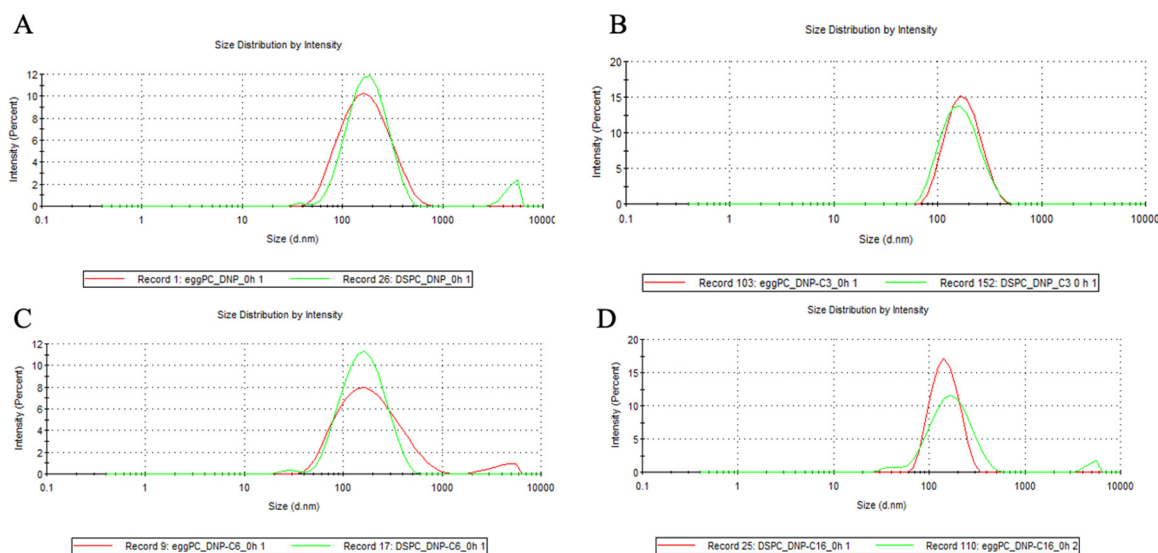 A
Size Distribution by Intensity
12
10
8
6
4
2
0
Intensity (Percent)
0.1 1 10 100 1000 10000
Size (d.nm)
Record 1: eggPC_DNP_0h 1 Record 26: DSPC_DNP_0h 1
B
Size Distribution by Intensity
20
15
10
5
0
Intensity (Percent)
0.1 1 10 100 1000 10000
Size (d.nm)
Record 103: eggPC_DNP-C3_0h 1 Record 152: DSPC_DNP_C3 0 h 1
C
Size Distribution by Intensity
12
10
8
6
4
2
0
Intensity (Percent)
0.1 1 10 100 1000 10000
Size (d.nm)
Record 9: eggPC_DNP-C6_0h 1 Record 17: DSPC_DNP-C6_0h 1
D
Size Distribution by Intensity
20
15
10
5
0
Intensity (Percent)
0.1 1 10 100 1000 10000
Size (d.nm)
Record 25: DSPC_DNP-C16_0h 1 Record 110: eggPC_DNP-C16_0h 2